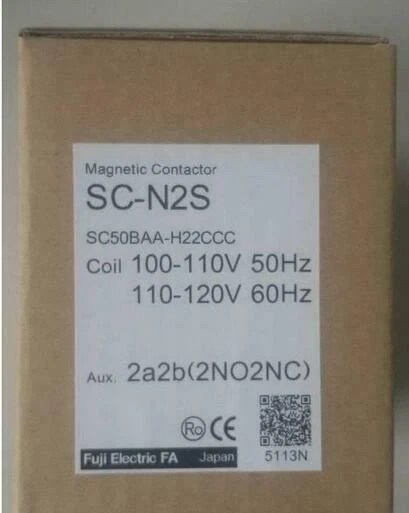 Magnetic Contactor
SC-N2S
SC50BAA-H22CCC
Coil 100-110V 50Hz
110-120V 60Hz
Aux. 2a2b(2NO2NC)
Ro CE
Fuji Electric FA Japan
5113N